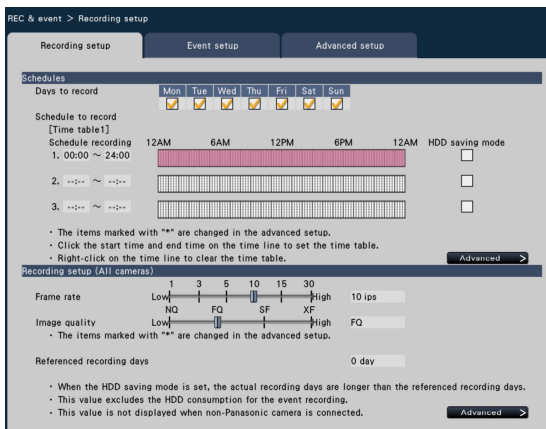 REC & event > Recording setup
Recording setup Event setup Advanced setup
Schedules
Days to record Mon Tue Wed Thu Fri Sat Sun
Schedule to record
[Time table1]
Schedule recording 12AM 6AM 12PM 6PM 12AM HDD saving mode
1. 00:00 ~ 24:00
2. --:-- ~ --:--
3. --:-- ~ --:--
・ The items marked with "*" are changed in the advanced setup.
・ Click the start time and end time on the time line to set the time table.
・ Right-click on the time line to clear the time table. Advanced >
Recording setup (All cameras)
1 3 5 10 15 30
Frame rate Low High 10 ips
NQ FQ SF XF
Image quality Low High FQ
・ The items marked with "*" are changed in the advanced setup.
Referenced recording days 0 day
・ When the HDD saving mode is set, the actual recording days are longer than the referenced recording days.
・ This value excludes the HDD consumption for the event recording.
・ This value is not displayed when non-Panasonic camera is connected. Advanced >